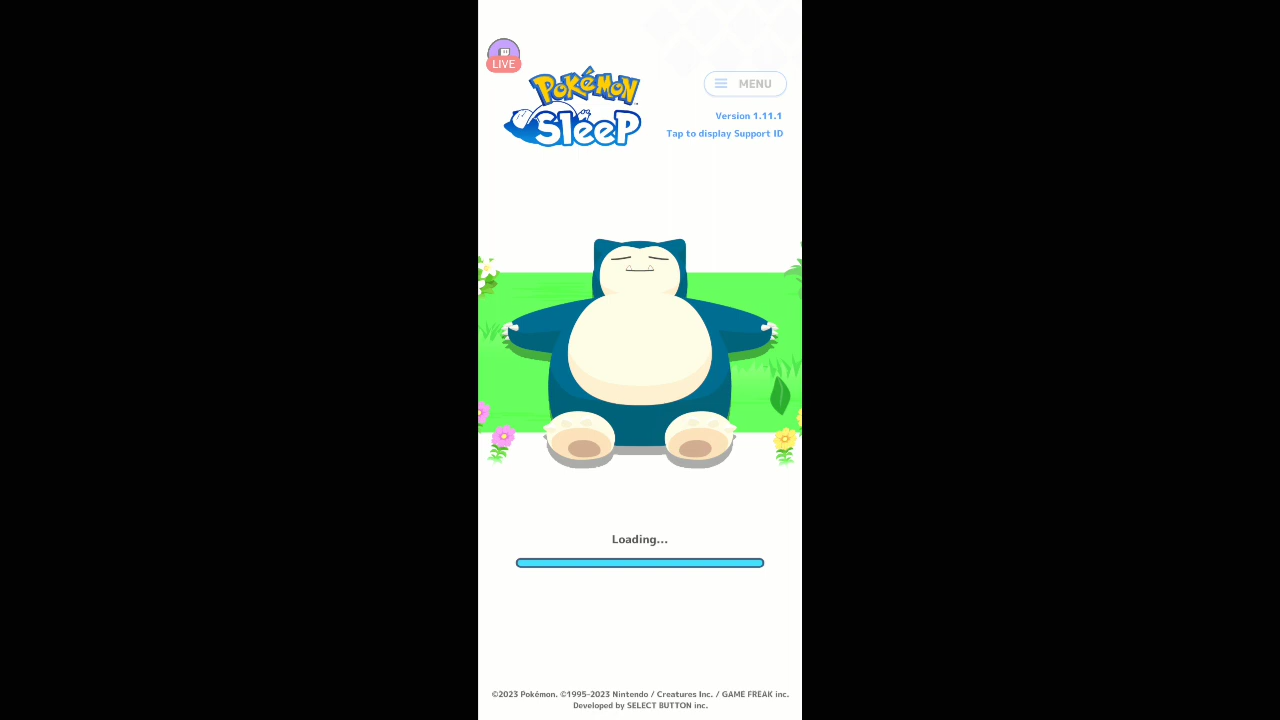 LIVE
POKéMON
Sleep
MENU
Version 1.11.1
Tap to display Support ID
Loading...
©2023 Pokémon. ©1995-2023 Nintendo / Creatures Inc. / GAME FREAK inc.
Developed by SELECT BUTTON inc.